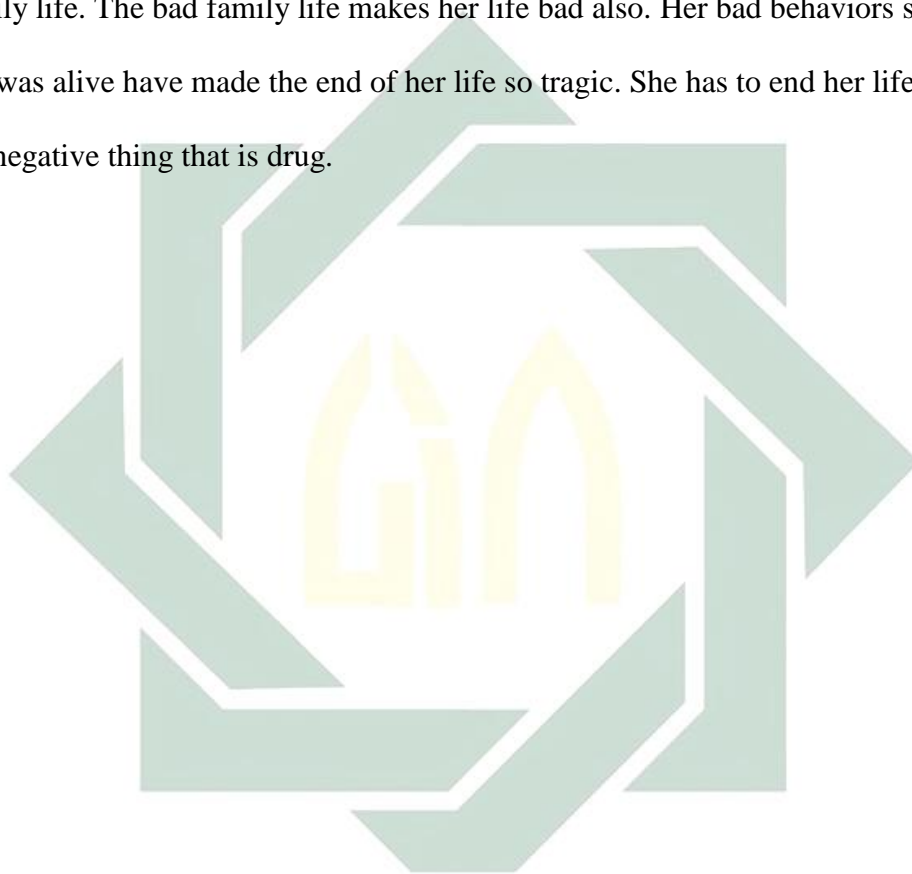 ily life. The bad family life makes her life bad also. Her bad behaviors s
was alive have made the end of her life so tragic. She has to end her life
negative thing that is drug.